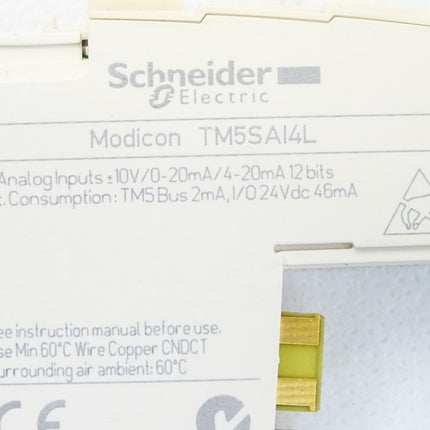 Schneider
Electric
Modicon TM5SAI4L
Analog Inputs ±10V/0-20mA/4-20mA 12 bits
t. Consumption: TM5 Bus 2mA, I/O 24Vdc 46mA
ee instruction manual before use.
se Min 60°C Wire Copper CNDCT
urrounding air ambient: 60°C
CE